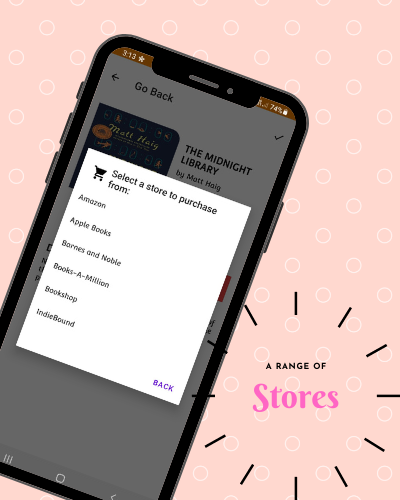 3:13
74%
Go Back
Matt Haig
THE MIDNIGHT
LIBRARY
by Matt Haig
Select a store to purchase
from:
Amazon
Apple Books
Barnes and Noble
Books-A-Million
Bookshop
IndieBound
BACK
A RANGE OF
Stores